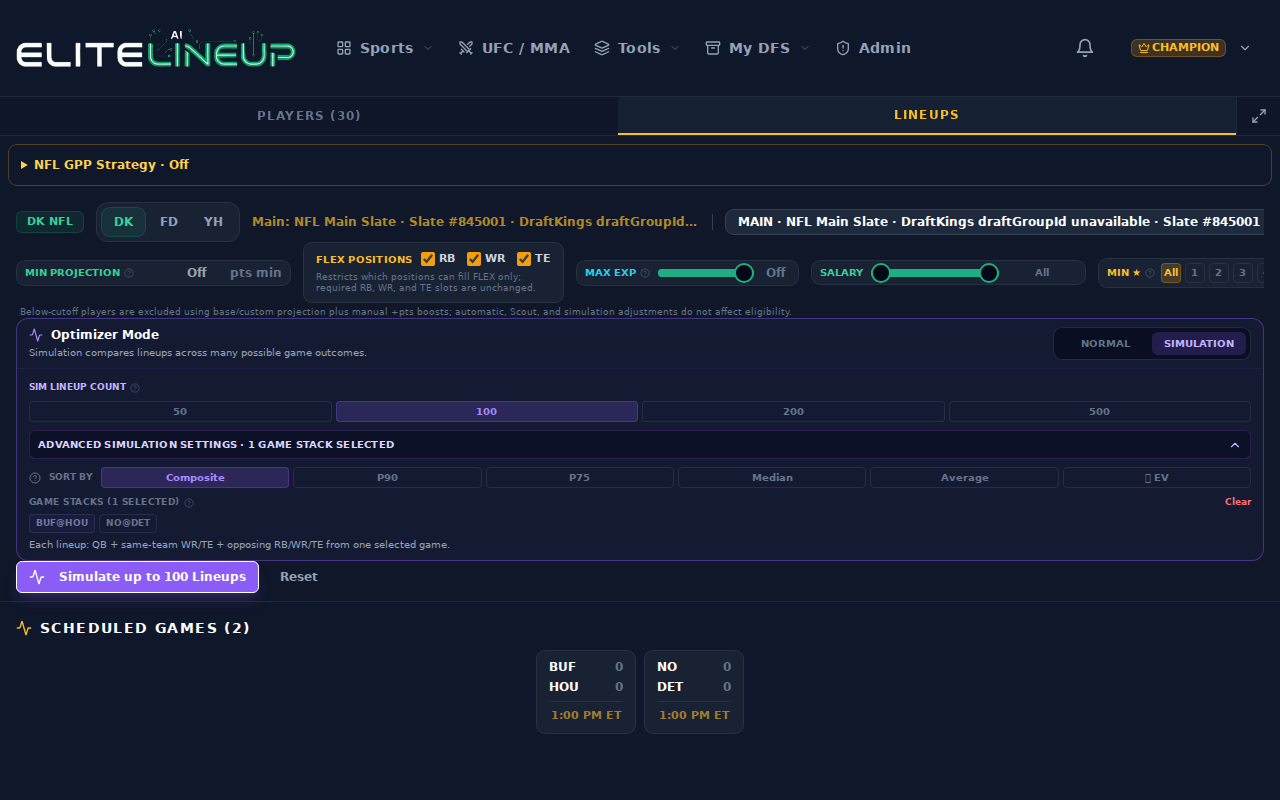 ELITE LINEUP AI
Sports
UFC / MMA
Tools
My DFS
Admin
CHAMPION
PLAYERS (30)
LINEUPS
NFL GPP Strategy · Off
DK NFL
DK FD YH
Main: NFL Main Slate · Slate #845001 · DraftKings draftGroupId…
MAIN · NFL Main Slate · DraftKings draftGroupId unavailable · Slate #845001
MIN PROJECTION Off pts min
FLEX POSITIONS RB WR TE
Restricts which positions can fill FLEX only;
required RB, WR, and TE slots are unchanged.
MAX EXP Off
SALARY All
MIN ★ All 1 2 3
Below-cutoff players are excluded using base/custom projection plus manual +pts boosts; automatic, Scout, and simulation adjustments do not affect eligibility.
Optimizer Mode
Simulation compares lineups across many possible game outcomes.
NORMAL SIMULATION
SIM LINEUP COUNT
50 100 200 500
ADVANCED SIMULATION SETTINGS · 1 GAME STACK SELECTED
SORT BY Composite P90 P75 Median Average EV
GAME STACKS (1 SELECTED)
Clear
BUF@HOU NO@DET
Each lineup: QB + same-team WR/TE + opposing RB/WR/TE from one selected game.
Simulate up to 100 Lineups
Reset
SCHEDULED GAMES (2)
BUF 0
HOU 0
1:00 PM ET
NO 0
DET 0
1:00 PM ET